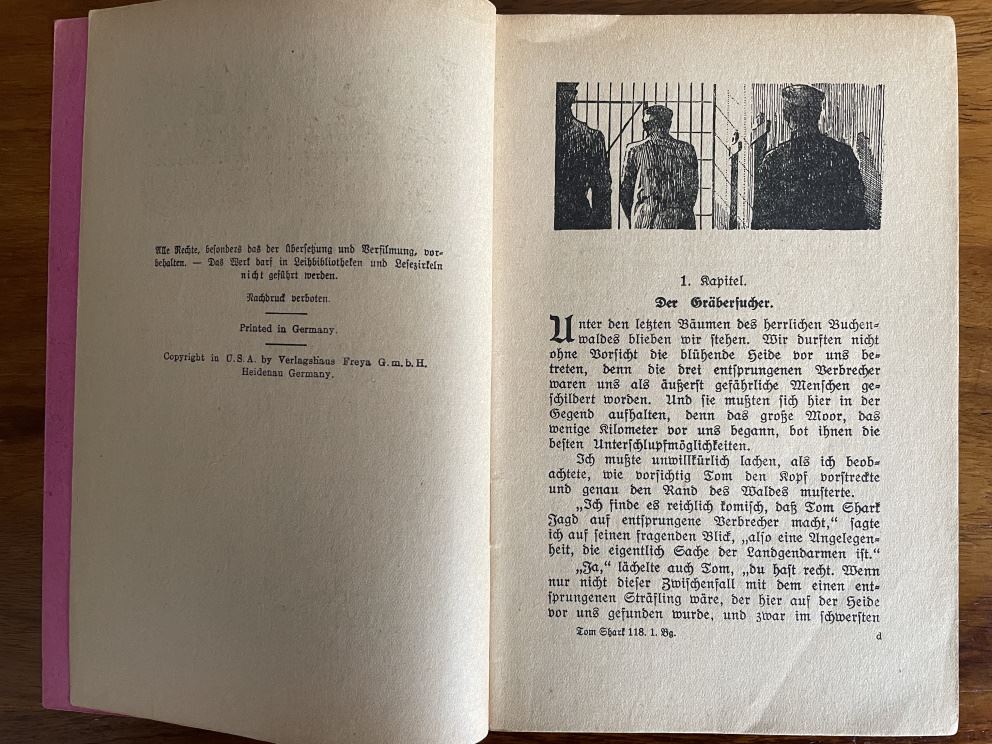 Alle Rechte, besonders das der Übersetzung und Verfilmung, vor-
behalten. — Das Werk darf in Leihbibliotheken und Lesezirkeln
nicht geführt werden.
Nachdruck verboten.
Printed in Germany.
Copyright in U.S.A. by Verlagshaus Freya G.m.b.H.
Heidenau Germany.
1. Kapitel.
Der Gräbersucher.
Unter den letzten Bäumen des herrlichen Buchen-
waldes blieben wir stehen. Wir durften nicht
ohne Vorsicht die blühende Heide vor uns be-
treten, denn die drei entsprungenen Verbrecher
waren uns als äußerst gefährliche Menschen ge-
schildert worden. Und sie mußten sich hier in der
Gegend aufhalten, denn das große Moor, das
wenige Kilometer vor uns begann, bot ihnen die
besten Unterschlupfmöglichkeiten.
Ich mußte unwillkürlich lachen, als ich beob-
achtete, wie vorsichtig Tom den Kopf vorstreckte
und genau den Rand des Waldes musterte.
„Ich finde es reichlich komisch, daß Tom Shark
Jagd auf entsprungene Verbrecher macht,“ sagte
ich auf seinen fragenden Blick, „also eine Angelegen-
heit, die eigentlich Sache der Landgendarmen ist.“
„Ja,“ lächelte auch Tom, „du hast recht. Wenn
nur nicht dieser Zwischenfall mit dem einen ent-
sprungenen Sträfling wäre, der hier auf der Heide
vor uns gefunden wurde, und zwar im schwersten
Tom Shark 118. 1. Bg.
d